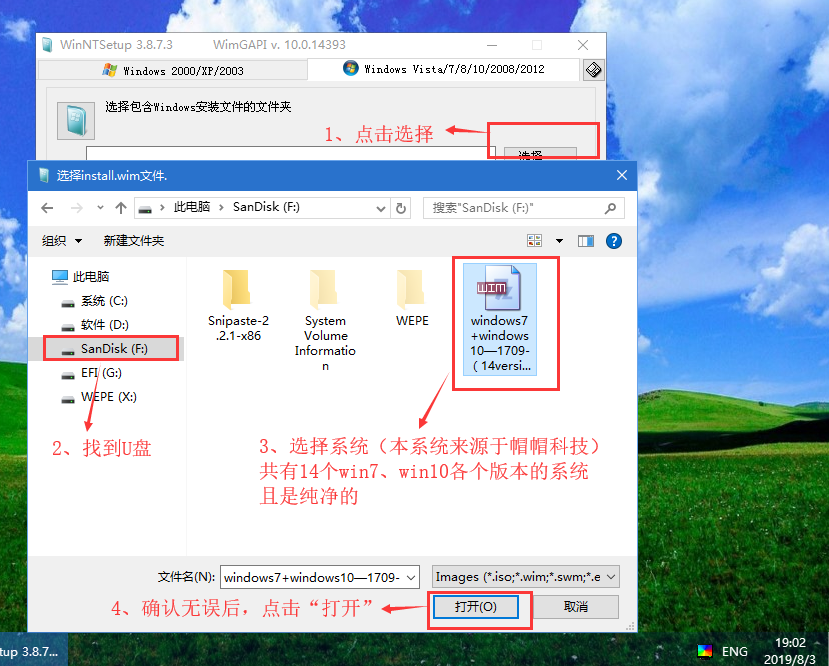 WinNTSetup 3.8.7.3 WimGAPI v. 10.0.14393
Windows 2000/XP/2003 Windows Vista/7/8/10/2008/2012
选择包含Windows安装文件的文件夹
1、点击选择
选择
选择install.wim文件.
此电脑 SanDisk (F:) 搜索"SanDisk (F:)"
组织 新建文件夹
此电脑
系统 (C:)
软件 (D:)
SanDisk (F:)
EFI (G:)
WEPE (X:)
Snipaste-2
.2.1-x86
System
Volume
Informatio
n
WEPE
WIM
windows7
+windows
10—1709-
( 14versi...
2、找到U盘
3、选择系统（本系统来源于帽帽科技）
共有14个win7、win10各个版本的系统
且是纯净的
文件名(N): windows7+windows10—1709- Images (*.iso;*.wim;*.swm;*.e
4、确认无误后，点击“打开”
打开(O) 取消
tup 3.8.7... ENG 19:02
2019/8/3